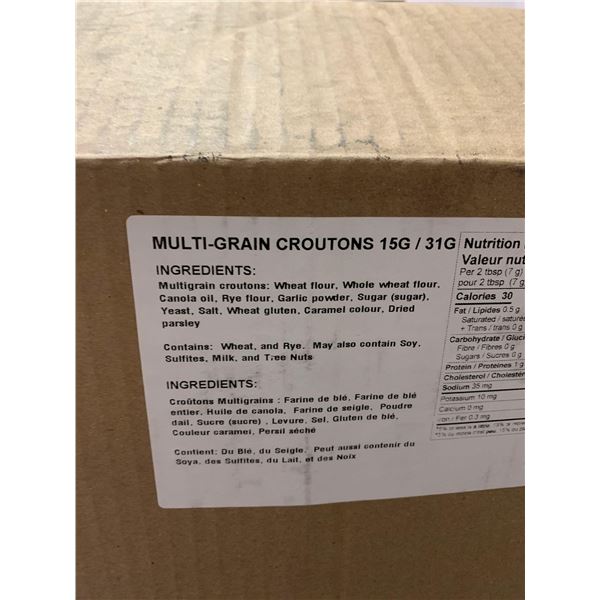 MULTI-GRAIN CROUTONS 15G / 31G
INGREDIENTS:
Multigrain croutons: Wheat flour, Whole wheat flour,
Canola oil, Rye flour, Garlic powder, Sugar (sugar),
Yeast, Salt, Wheat gluten, Caramel colour, Dried
parsley
Contains: Wheat, and Rye. May also contain Soy,
Sulfites, Milk, and Tree Nuts
INGREDIENTS:
Croûtons Multigrains : Farine de blé, Farine de blé
entier, Huile de canola, Farine de seigle, Poudre
dail, Sucre (sucre) , Levure, Sel, Gluten de blé,
Couleur caramel, Persil séché
Contient: Du Blé, du Seigle. Peut aussi contenir du
Soya, des Sulfites, du Lait, et des Noix
Nutrition
Valeur nut
Per 2 tbsp (7 g)
pour 2 tbsp (7 g
Calories 30
Fat / Lipides 0.5 g
Saturated / saturés
+ Trans / trans 0 g
Carbohydrate / Gluci
Fibre / Fibres 0 g
Sugars / Sucres 0 g
Protein / Protéines 1 g
Cholesterol / Cholester
Sodium 35 mg
Potassium 10 mg
Calcium 0 mg
Iron / Fer 0.3 mg